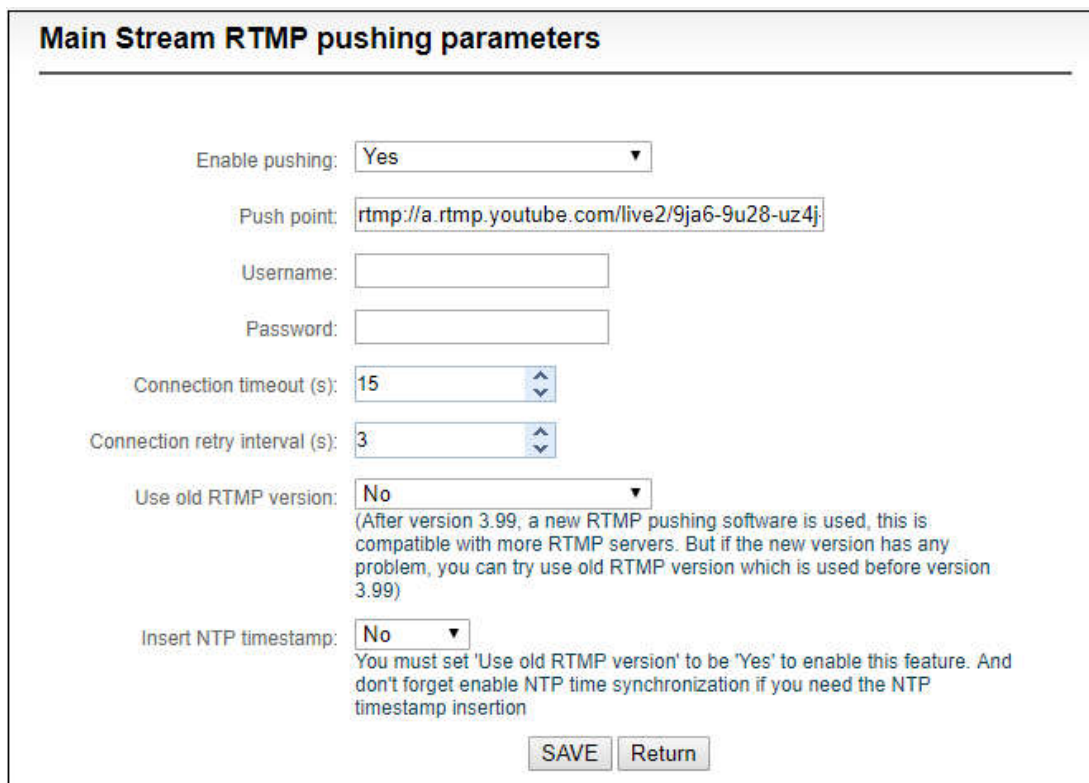 Main Stream RTMP pushing parameters
Enable pushing: Yes
Push point: rtmp://a.rtmp.youtube.com/live2/9ja6-9u28-uz4j-
Username:
Password:
Connection timeout (s): 15
Connection retry interval (s): 3
Use old RTMP version: No
(After version 3.99, a new RTMP pushing software is used, this is
compatible with more RTMP servers. But if the new version has any
problem, you can try use old RTMP version which is used before version
3.99)
Insert NTP timestamp: No
You must set 'Use old RTMP version' to be 'Yes' to enable this feature. And
don't forget enable NTP time synchronization if you need the NTP
timestamp insertion
SAVE Return